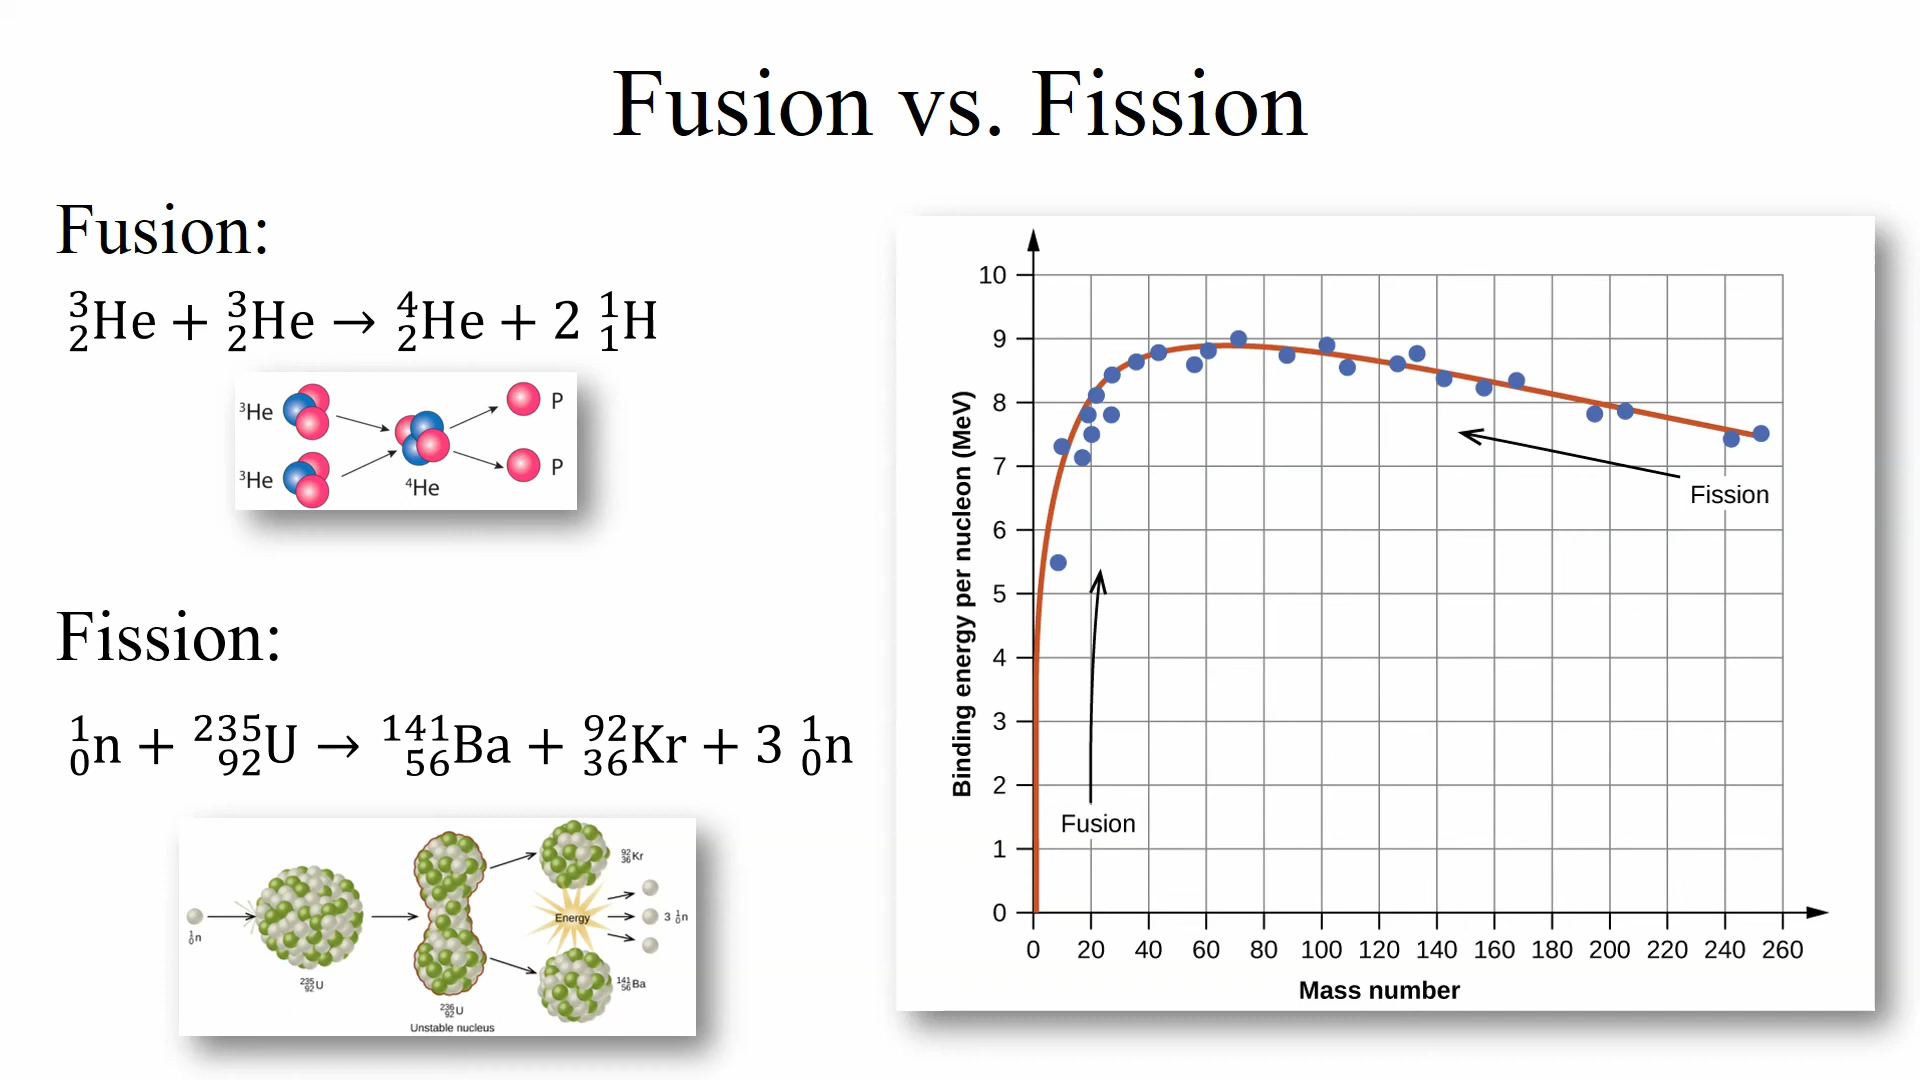 Fusion vs. Fission
Fusion:
³₂He + ³₂He → ⁴₂He + 2 ¹₁H
³He
P
³He
P
⁴He
Fission:
¹₀n + ²³⁵₉₂U → ¹⁴¹₅₆Ba + ⁹²₃₆Kr + 3 ¹₀n
⁹²₃₆Kr
Energy
3 ¹₀n
¹₀n
²³⁵₉₂U
¹⁴¹₅₆Ba
²³⁶₉₂U
Unstable nucleus
Binding energy per nucleon (MeV)
10
9
8
7
6
5
4
3
2
1
0
Fission
Fusion
0 20 40 60 80 100 120 140 160 180 200 220 240 260
Mass number